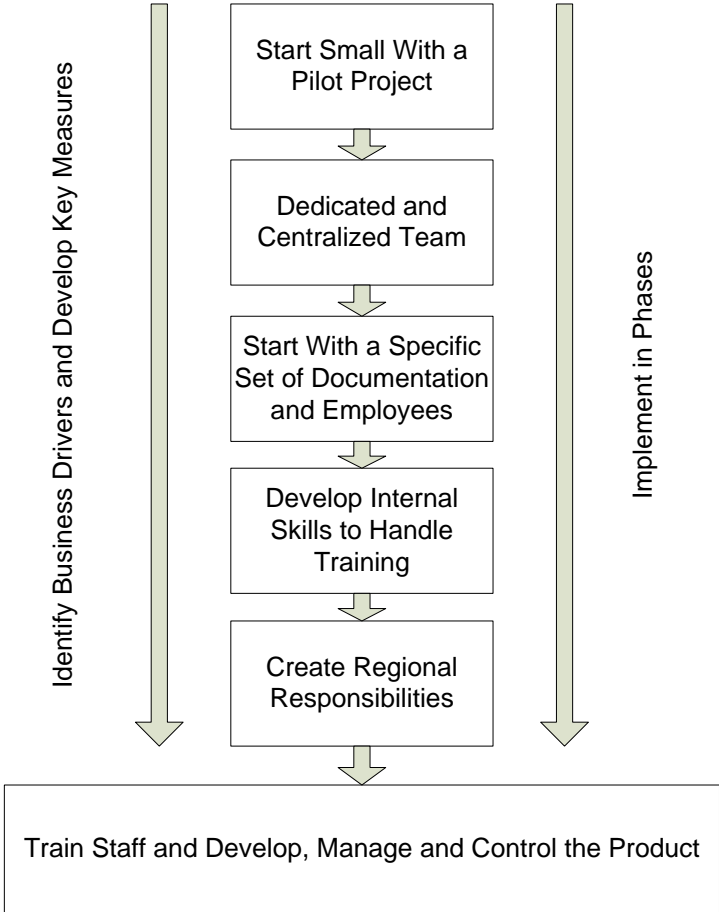 Identify Business Drivers and Develop Key Measures
Start Small With a
Pilot Project
Dedicated and
Centralized Team
Start With a Specific
Set of Documentation
and Employees
Develop Internal
Skills to Handle
Training
Create Regional
Responsibilities
Implement in Phases
Train Staff and Develop, Manage and Control the Product